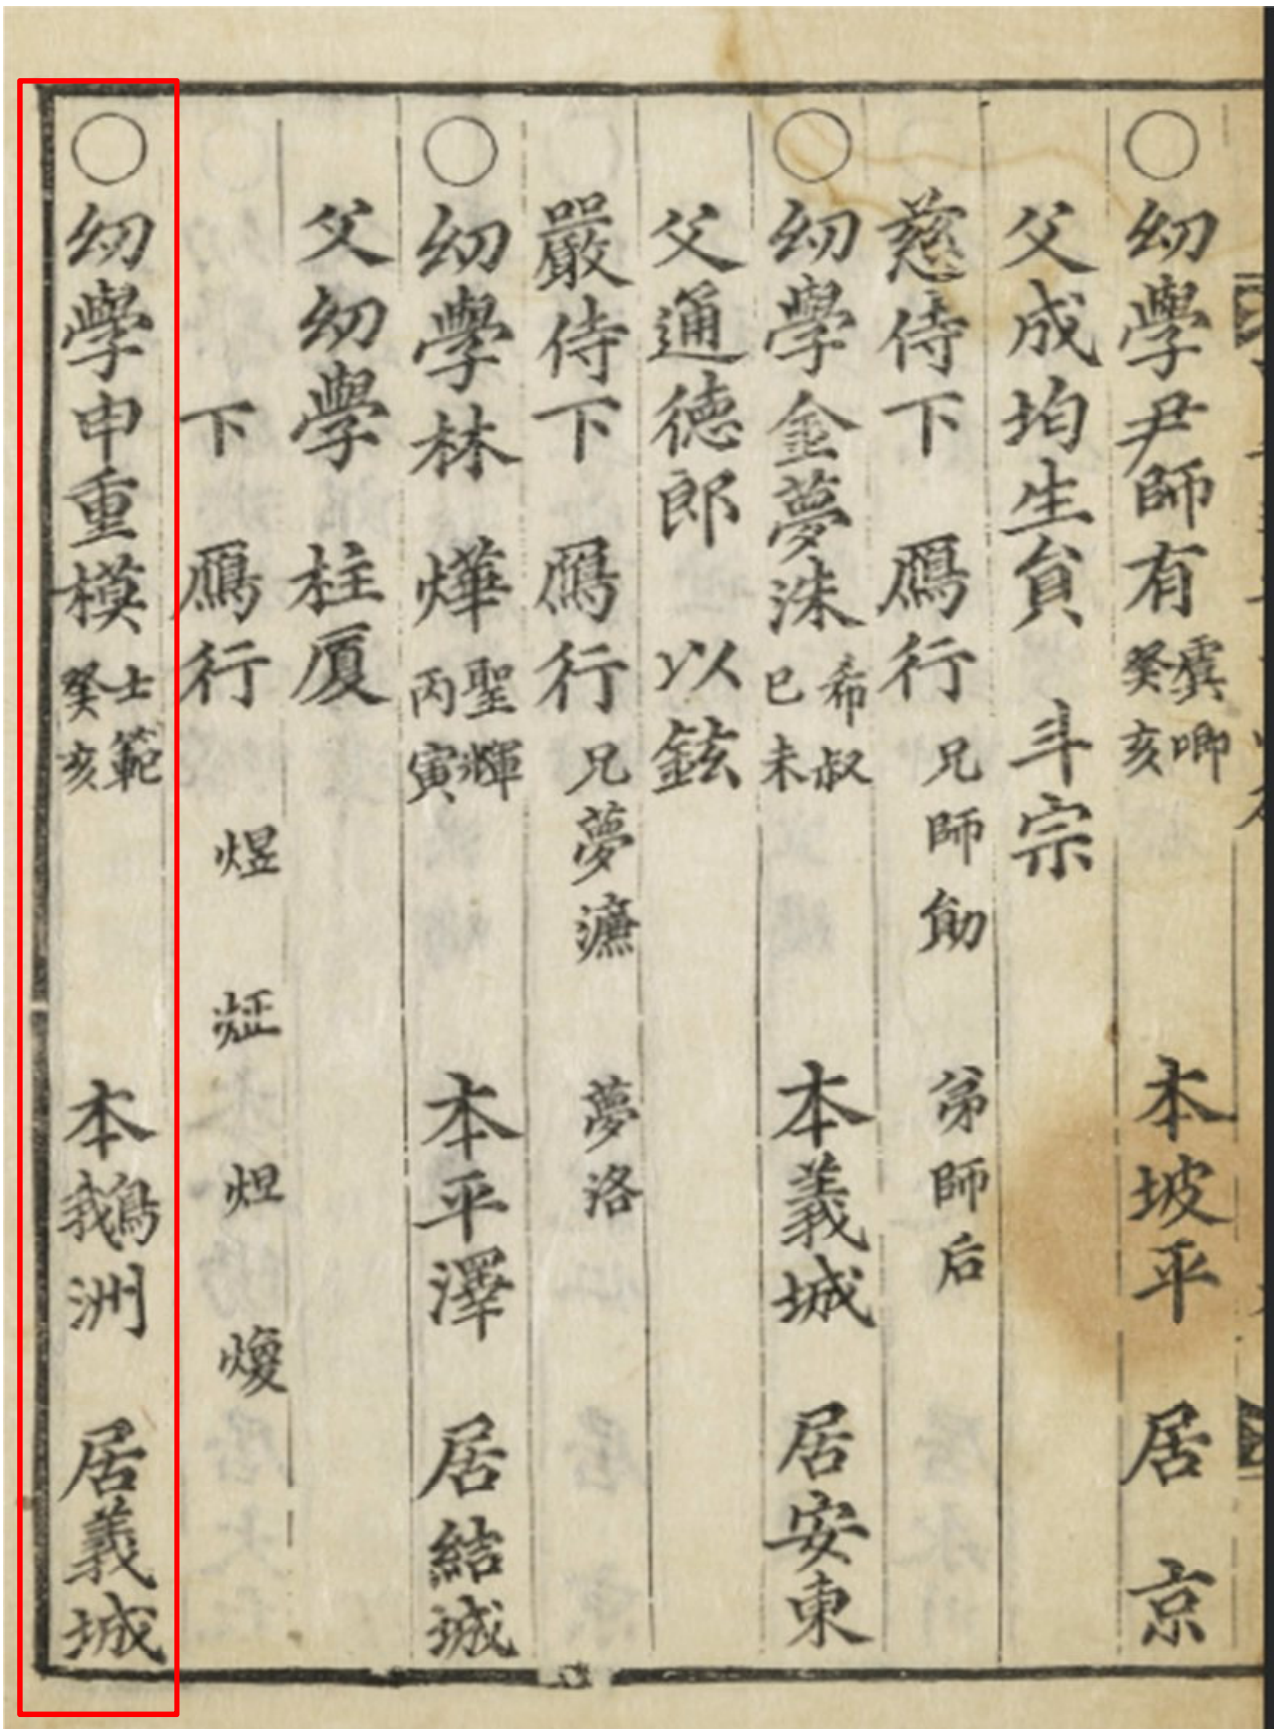 ○幼學尹師有 虞卿 癸亥 本坡平 居 京
父成均生員 斗宗
慈侍下 鴈行 兄師勛 弟師后
○幼學金夢洙 希叔 己未 本義城 居安東
父通德郎 以鉉
嚴侍下 鴈行 兄夢濂 夢洛
○幼學林 燁 聖煇 丙寅 本平澤 居結城
父幼學 柱厦
下 鴈行 煜 炡 炟 煥
○幼學申重模 士範 癸亥 本鵝洲 居義城